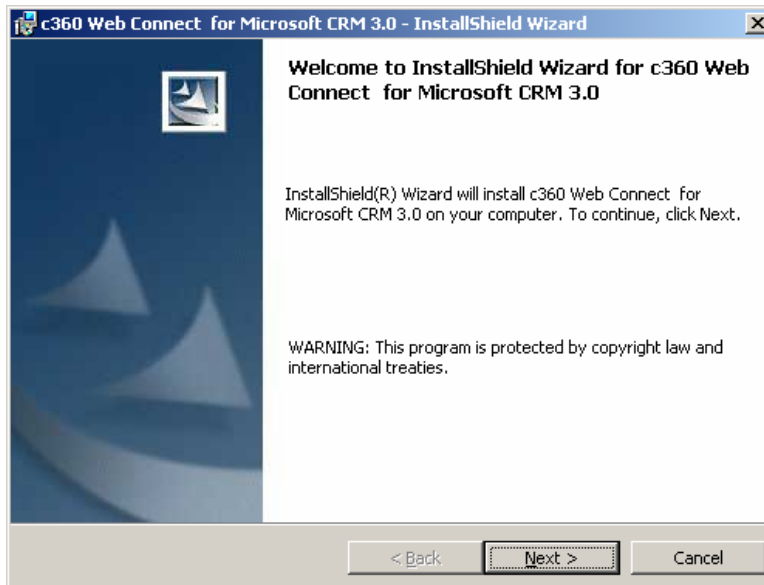 c360 Web Connect  for Microsoft CRM 3.0 - InstallShield Wizard
Welcome to InstallShield Wizard for c360 Web
Connect  for Microsoft CRM 3.0
InstallShield(R) Wizard will install c360 Web Connect  for
Microsoft CRM 3.0 on your computer. To continue, click Next.
WARNING: This program is protected by copyright law and
international treaties.
< Back
Next >
Cancel